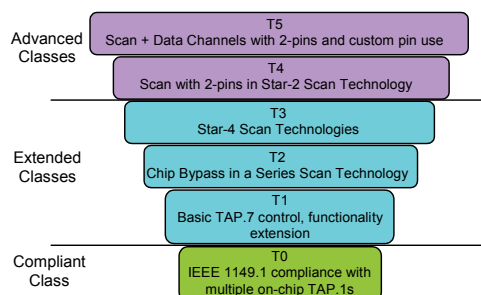 Advanced
Classes
T5
Scan + Data Channels with 2-pins and custom pin use
T4
Scan with 2-pins in Star-2 Scan Technology
Extended
Classes
T3
Star-4 Scan Technologies
T2
Chip Bypass in a Series Scan Technology
T1
Basic TAP.7 control, functionality
extension
Compliant
Class
T0
IEEE 1149.1 compliance with
multiple on-chip TAP.1s